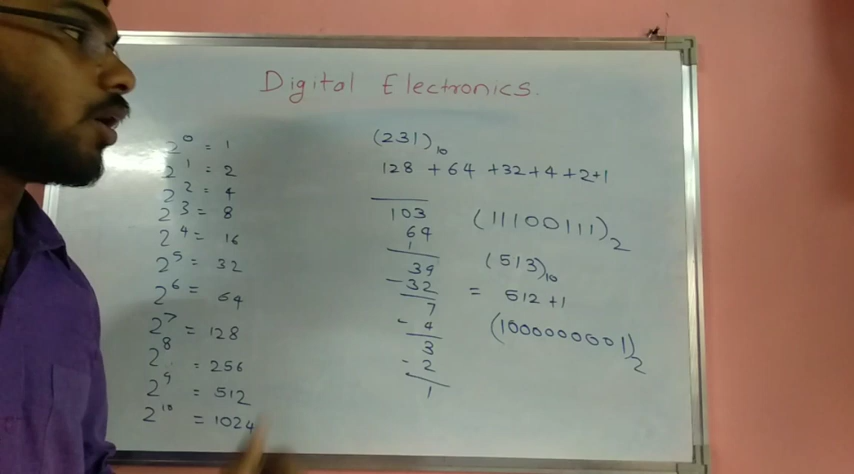 Digital Electronics.
2⁰ = 1
2¹ = 2
2² = 4
2³ = 8
2⁴ = 16
2⁵ = 32
2⁶ = 64
2⁷ = 128
2⁸ = 256
2⁹ = 512
2¹⁰ = 1024
(231)₁₀
128 + 64 + 32 + 4 + 2 + 1
103
64
39
- 32
7
- 4
3
- 2
1
(11100111)₂
(513)₁₀
= 512 + 1
(1000000001)₂